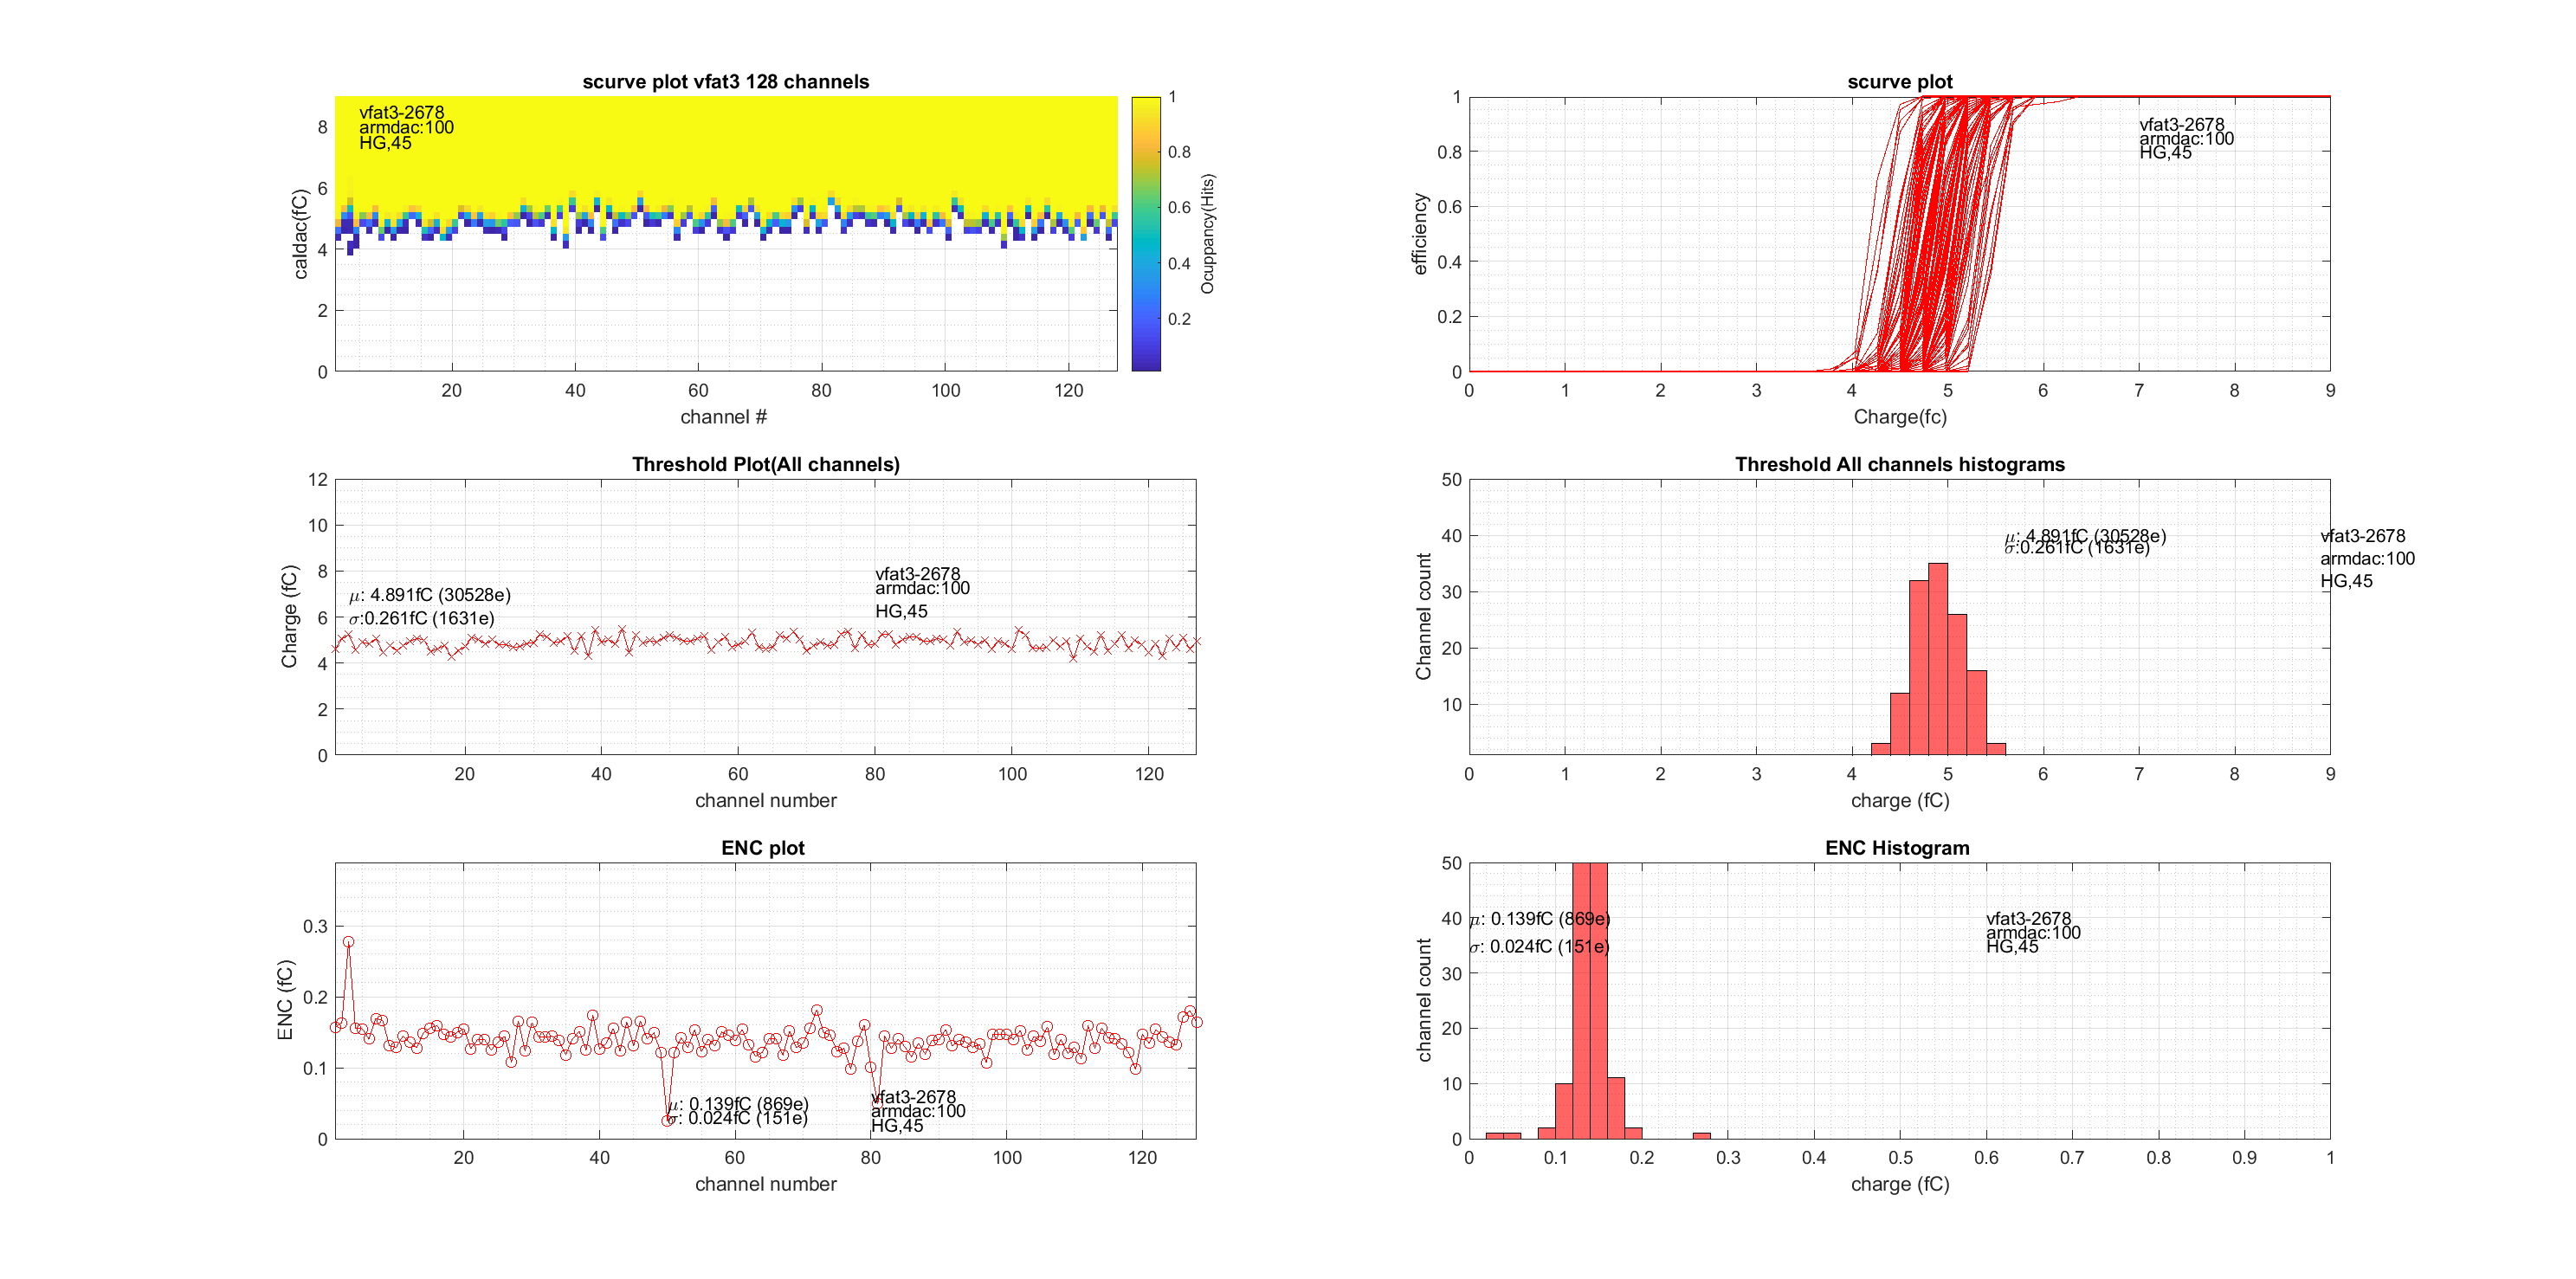 scurve plot vfat3 128 channels
vfat3-2678
armdac:100
HG,45
caldac(fC)
8
6
4
2
0
20 40 60 80 100 120
channel #
1
0.8
0.6
0.4
0.2
Ocuppancy(Hits)
scurve plot
vfat3-2678
armdac:100
HG,45
efficiency
1
0.8
0.6
0.4
0.2
0
0 1 2 3 4 5 6 7 8 9
Charge(fc)
Threshold Plot(All channels)
vfat3-2678
armdac:100
HG,45
μ: 4.891fC (30528e)
σ:0.261fC (1631e)
Charge (fC)
12
10
8
6
4
2
0
20 40 60 80 100 120
channel number
Threshold All channels histograms
μ: 4.891fC (30528e)
σ:0.261fC (1631e)
vfat3-2678
armdac:100
HG,45
Channel count
50
40
30
20
10
0 1 2 3 4 5 6 7 8 9
charge (fC)
ENC plot
ENC (fC)
0.3
0.2
0.1
0
μ: 0.139fC (869e)
σ: 0.024fC (151e)
vfat3-2678
armdac:100
HG,45
20 40 60 80 100 120
channel number
ENC Histogram
μ: 0.139fC (869e)
σ: 0.024fC (151e)
vfat3-2678
armdac:100
HG,45
channel count
50
40
30
20
10
0
0 0.1 0.2 0.3 0.4 0.5 0.6 0.7 0.8 0.9 1
charge (fC)